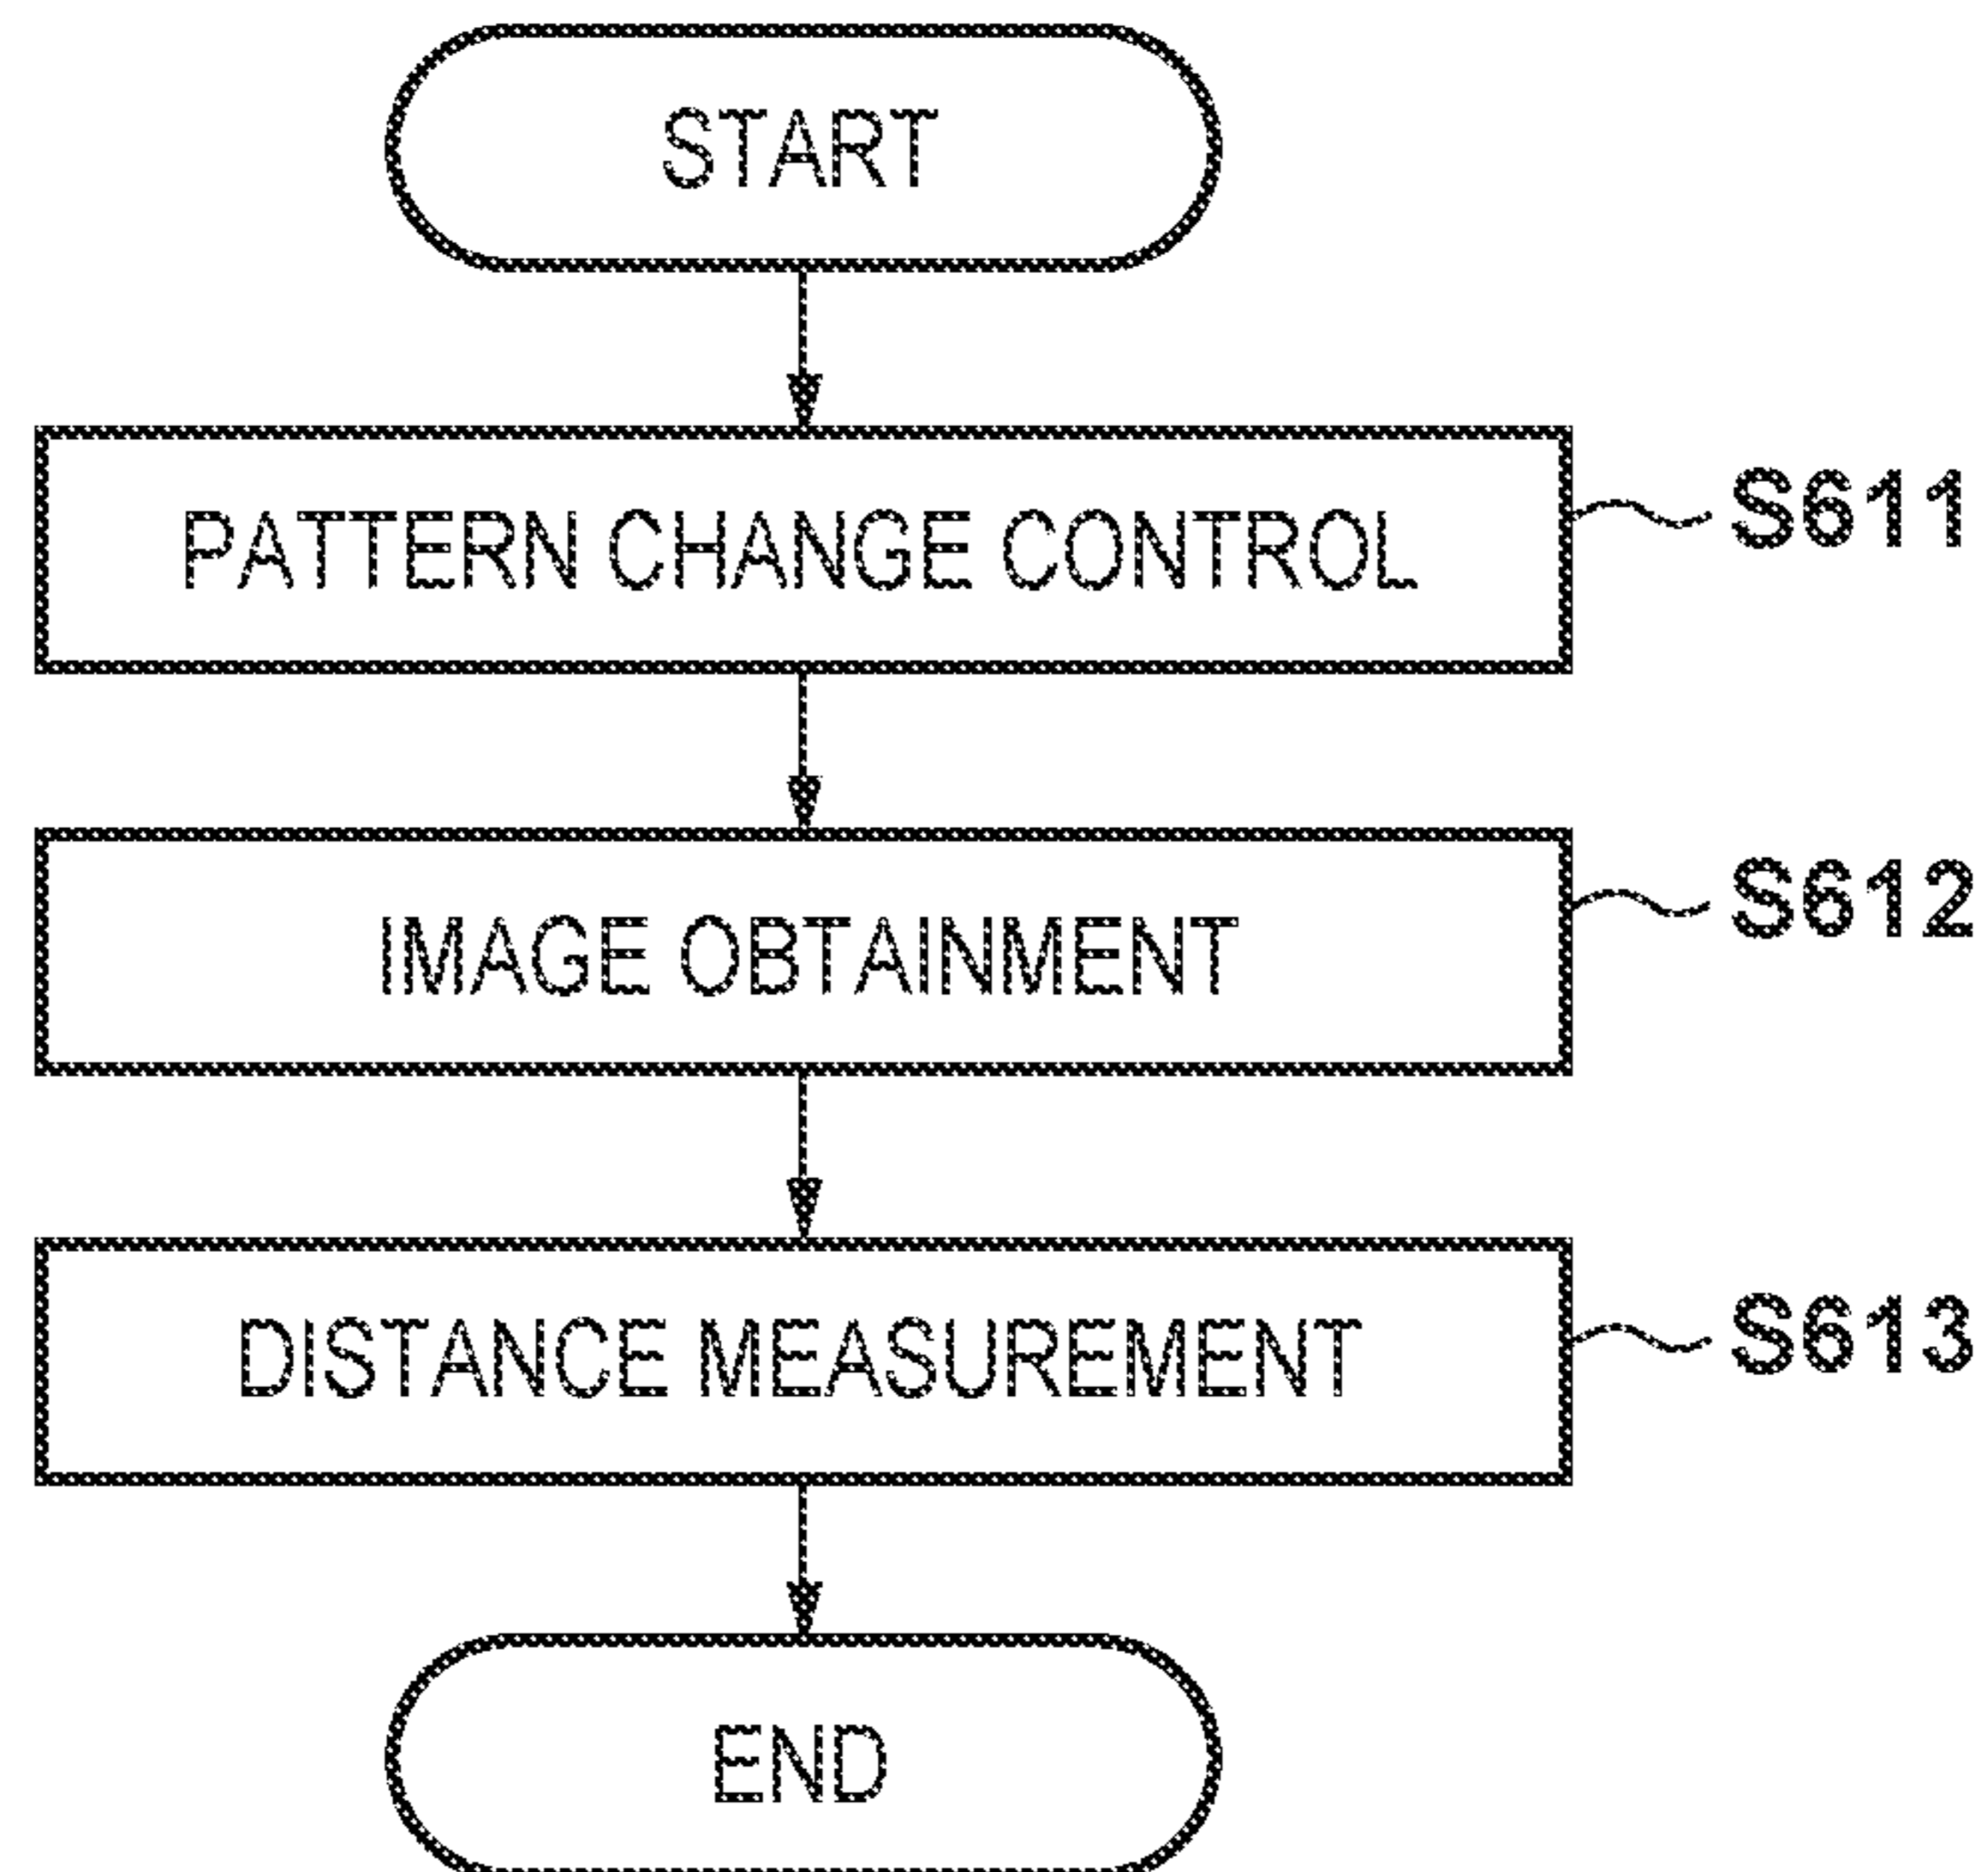 START
PATTERN CHANGE CONTROL
S611
IMAGE OBTAINMENT
S612
DISTANCE MEASUREMENT
S613
END